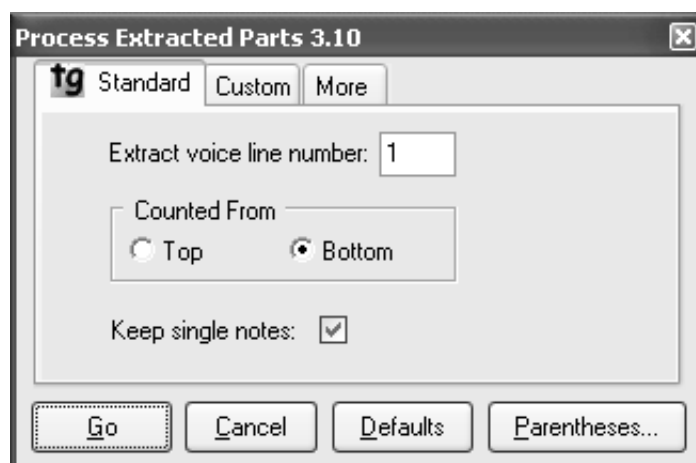 Process Extracted Parts 3.10
tg Standard Custom More
Extract voice line number: 1
Counted From
Top Bottom
Keep single notes:
Go Cancel Defaults Parentheses...